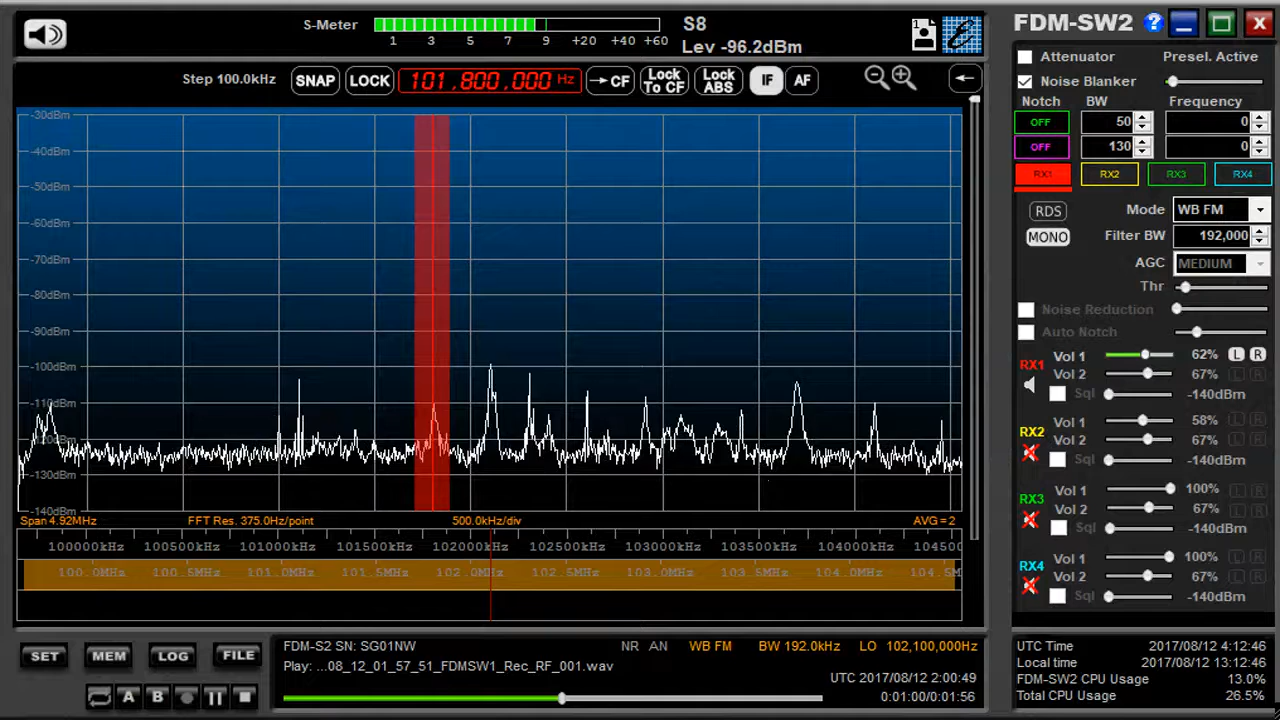 S-Meter
1 3 5 7 9 +20 +40 +60
S8
Lev -96.2dBm
Step 100.0kHz
SNAP
LOCK
101.800.000 Hz
→CF
Lock To CF
Lock ABS
IF
AF
-30dBm
-40dBm
-50dBm
-60dBm
-70dBm
-80dBm
-90dBm
-100dBm
-110dBm
-120dBm
-130dBm
-140dBm
Span 4.92MHz
FFT Res. 375.0Hz/point
500.0kHz/div
AVG=2
100000kHz 100500kHz 101000kHz 101500kHz 102000kHz 102500kHz 103000kHz 103500kHz 104000kHz 104500
100.0MHz 100.5MHz 101.0MHz 101.5MHz 102.0MHz 102.5MHz 103.0MHz 103.5MHz 104.0MHz 104.5M
SET
MEM
LOG
FILE
A
B
FDM-S2 SN: SG01NW
NR AN
WB FM
BW 192.0kHz
LO 102,100,000Hz
Play: ...08_12_01_57_51_FDMSW1_Rec_RF_001.wav
UTC 2017/08/12 2:00:49
0:01:00/0:01:56
FDM-SW2 ? X
Attenuator
Presel. Active
Noise Blanker
Notch BW Frequency
OFF 50 0
OFF 130 0
RX1 RX2 RX3 RX4
RDS
Mode WB FM
MONO
Filter BW 192,000
AGC MEDIUM
Thr
Noise Reduction
Auto Notch
RX1
Vol 1 62% L R
Vol 2 67% L R
Sql -140dBm
RX2
Vol 1 58% L R
Vol 2 67% L R
Sql -140dBm
RX3
Vol 1 100% L R
Vol 2 67% L R
Sql -140dBm
RX4
Vol 1 100% L R
Vol 2 67% L R
Sql -140dBm
UTC Time 2017/08/12 4:12:46
Local time 2017/08/12 13:12:46
FDM-SW2 CPU Usage 13.0%
Total CPU Usage 26.5%